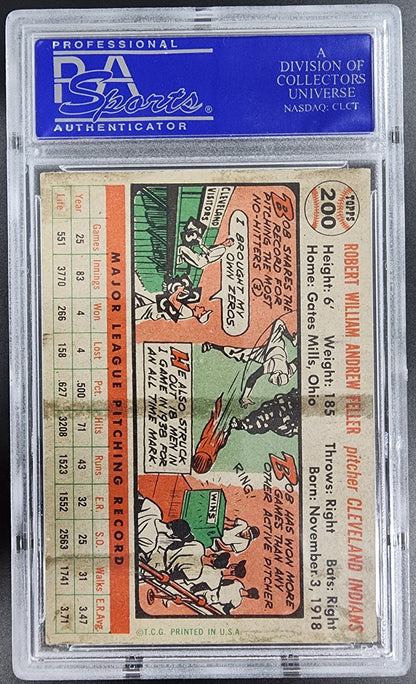 PROFESSIONAL
PSA Sports®
AUTHENTICATOR
A
DIVISION OF
COLLECTORS
UNIVERSE
NASDAQ: CLCT
TOPPS
200
ROBERT WILLIAM ANDREW FELLER pitcher CLEVELAND INDIANS
Height: 6' Weight: 185 Throws: Right Bats: Right
Home: Gates Mills, Ohio Born: November 3, 1918
BOB SHARES THE
RECORD FOR
PITCHING THE MOST
NO HITTERS (3)
CLEVELAND
VISITORS
I BROUGHT MY
OWN ZEROS.
HE ALSO STRUCK
OUT 18 MEN IN
1 GAME IN 1938 FOR
AN ALL TIME MARK
BOB HAS WON MORE
GAMES THAN ANY
OTHER ACTIVE PITCHER
RING!
WINS
MAJOR LEAGUE PITCHING RECORD
Games Innings Won Lost Pct. Hits Runs E.R. S.O. Walks E.R.Avg.
Year 25 83 4 4 .500 71 43 32 25 31 3.47
Life 551 3770 266 158 .627 3208 1523 1552 2563 1741 3.71
©T.C.G. PRINTED IN U.S.A.